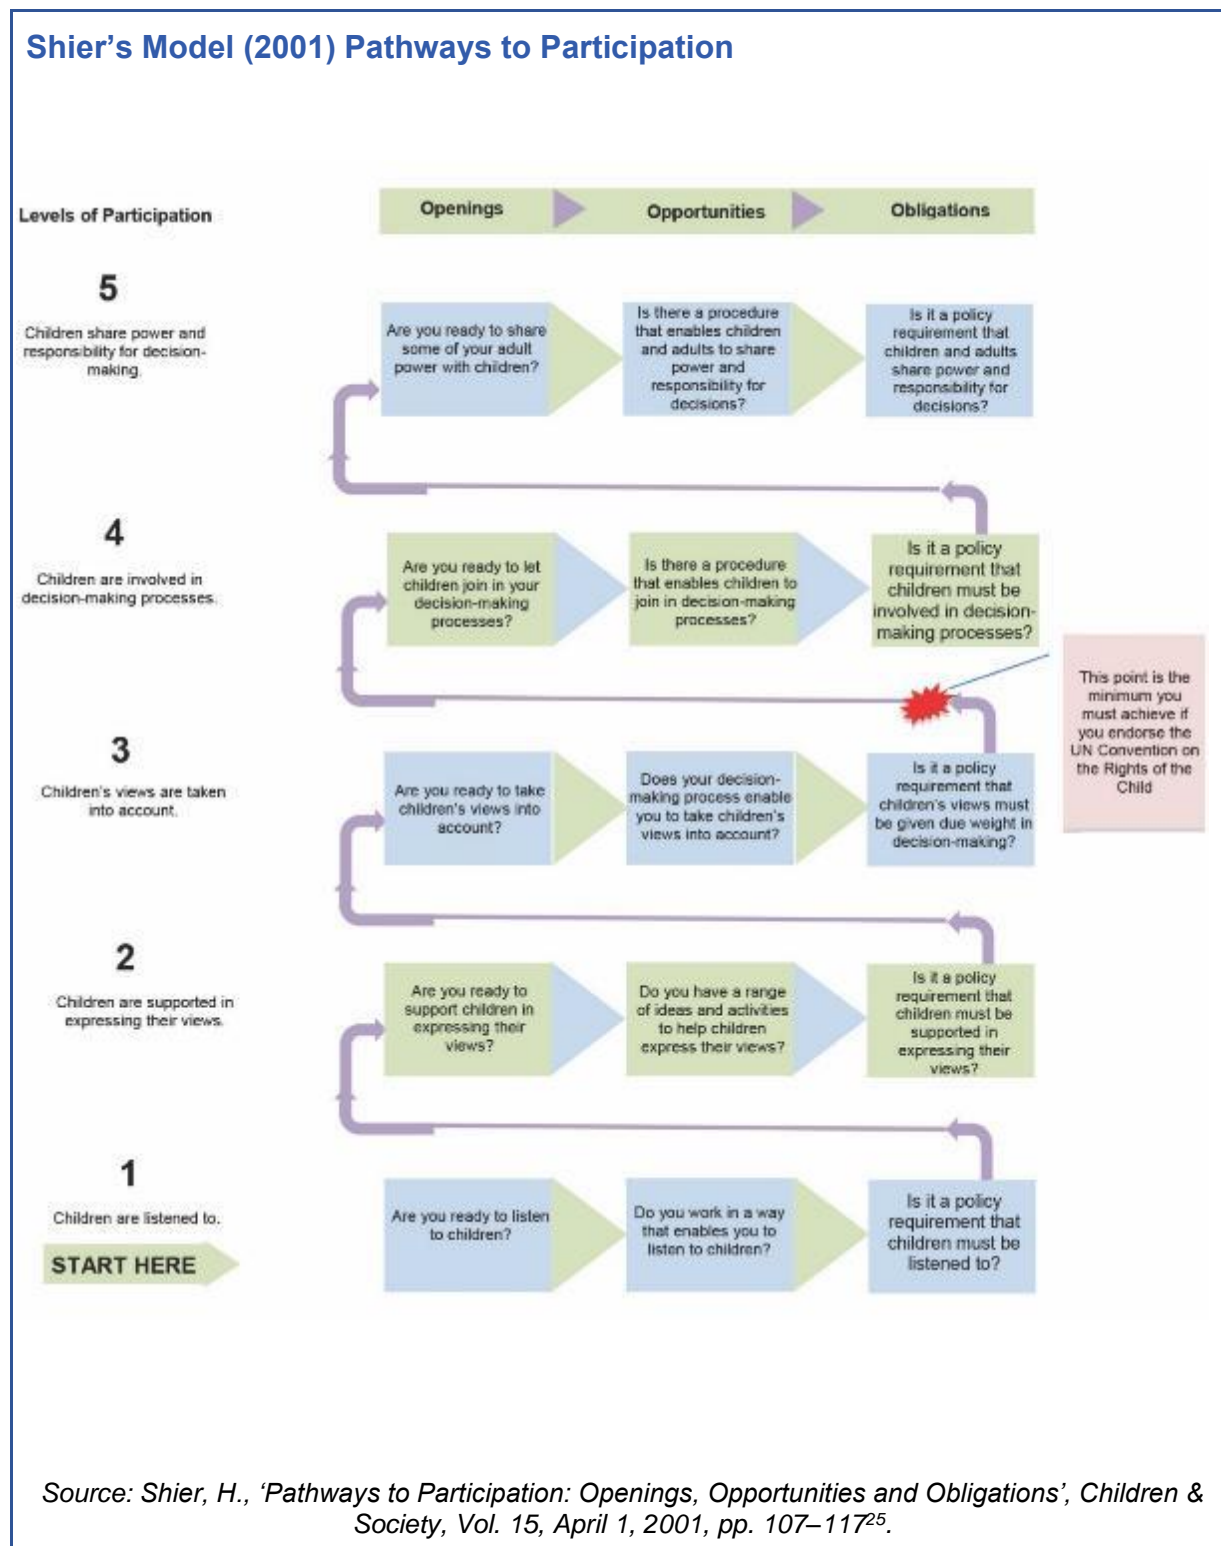 Shier's Model (2001) Pathways to Participation
Levels of Participation
Openings
Opportunities
Obligations
5
Children share power and
responsibility for decision-
making.
Are you ready to share
some of your adult
power with children?
Is there a procedure
that enables children
and adults to share
power and
responsibility for
decisions?
Is it a policy
requirement that
children and adults
share power and
responsibility for
decisions?
4
Children are involved in
decision-making processes.
Are you ready to let
children join in your
decision-making
processes?
Is there a procedure
that enables children to
join in decision-making
processes?
Is it a policy
requirement that
children must be
involved in decision-
making processes?
This point is the
minimum you
must achieve if
you endorse the
UN Convention on
the Rights of the
Child
3
Children's views are taken
into account.
Are you ready to take
children's views into
account?
Does your decision-
making process enable
you to take children's
views into account?
Is it a policy
requirement that
children's views must
be given due weight in
decision-making?
2
Children are supported in
expressing their views.
Are you ready to
support children in
expressing their
views?
Do you have a range
of ideas and activities
to help children
express their views?
Is it a policy
requirement that
children must be
supported in
expressing their
views?
1
Children are listened to.
START HERE
Are you ready to listen
to children?
Do you work in a way
that enables you to
listen to children?
Is it a policy
requirement that
children must be
listened to?
Source: Shier, H., 'Pathways to Participation: Openings, Opportunities and Obligations', Children &
Society, Vol. 15, April 1, 2001, pp. 107–117²⁵.